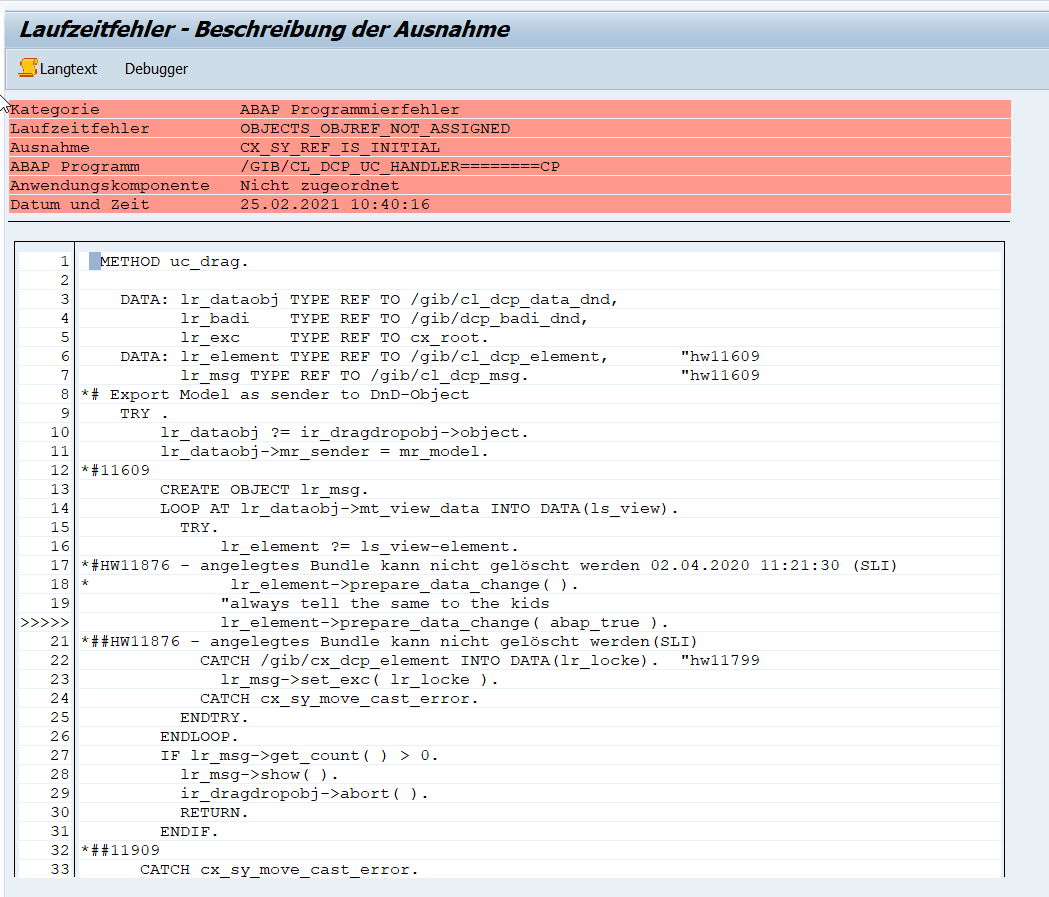 Laufzeitfehler - Beschreibung der Ausnahme
Langtext Debugger
Kategorie ABAP Programmierfehler
Laufzeitfehler OBJECTS_OBJREF_NOT_ASSIGNED
Ausnahme CX_SY_REF_IS_INITIAL
ABAP Programm /GIB/CL_DCP_UC_HANDLER========CP
Anwendungskomponente Nicht zugeordnet
Datum und Zeit 25.02.2021 10:40:16
1 METHOD uc_drag.
2
3 DATA: lr_dataobj TYPE REF TO /gib/cl_dcp_data_dnd,
4 lr_badi TYPE REF TO /gib/dcp_badi_dnd,
5 lr_exc TYPE REF TO cx_root.
6 DATA: lr_element TYPE REF TO /gib/cl_dcp_element, "hw11609
7 lr_msg TYPE REF TO /gib/cl_dcp_msg. "hw11609
8 *# Export Model as sender to DnD-Object
9 TRY .
10 lr_dataobj ?= ir_dragdropobj->object.
11 lr_dataobj->mr_sender = mr_model.
12 *#11609
13 CREATE OBJECT lr_msg.
14 LOOP AT lr_dataobj->mt_view_data INTO DATA(ls_view).
15 TRY.
16 lr_element ?= ls_view-element.
17 *#HW11876 - angelegtes Bundle kann nicht gelöscht werden 02.04.2020 11:21:30 (SLI)
18 * lr_element->prepare_data_change( ).
19 "always tell the same to the kids
>>>>> lr_element->prepare_data_change( abap_true ).
21 *##HW11876 - angelegtes Bundle kann nicht gelöscht werden(SLI)
22 CATCH /gib/cx_dcp_element INTO DATA(lr_locke). "hw11799
23 lr_msg->set_exc( lr_locke ).
24 CATCH cx_sy_move_cast_error.
25 ENDTRY.
26 ENDLOOP.
27 IF lr_msg->get_count( ) > 0.
28 lr_msg->show( ).
29 ir_dragdropobj->abort( ).
30 RETURN.
31 ENDIF.
32 *##11909
33 CATCH cx_sy_move_cast_error.